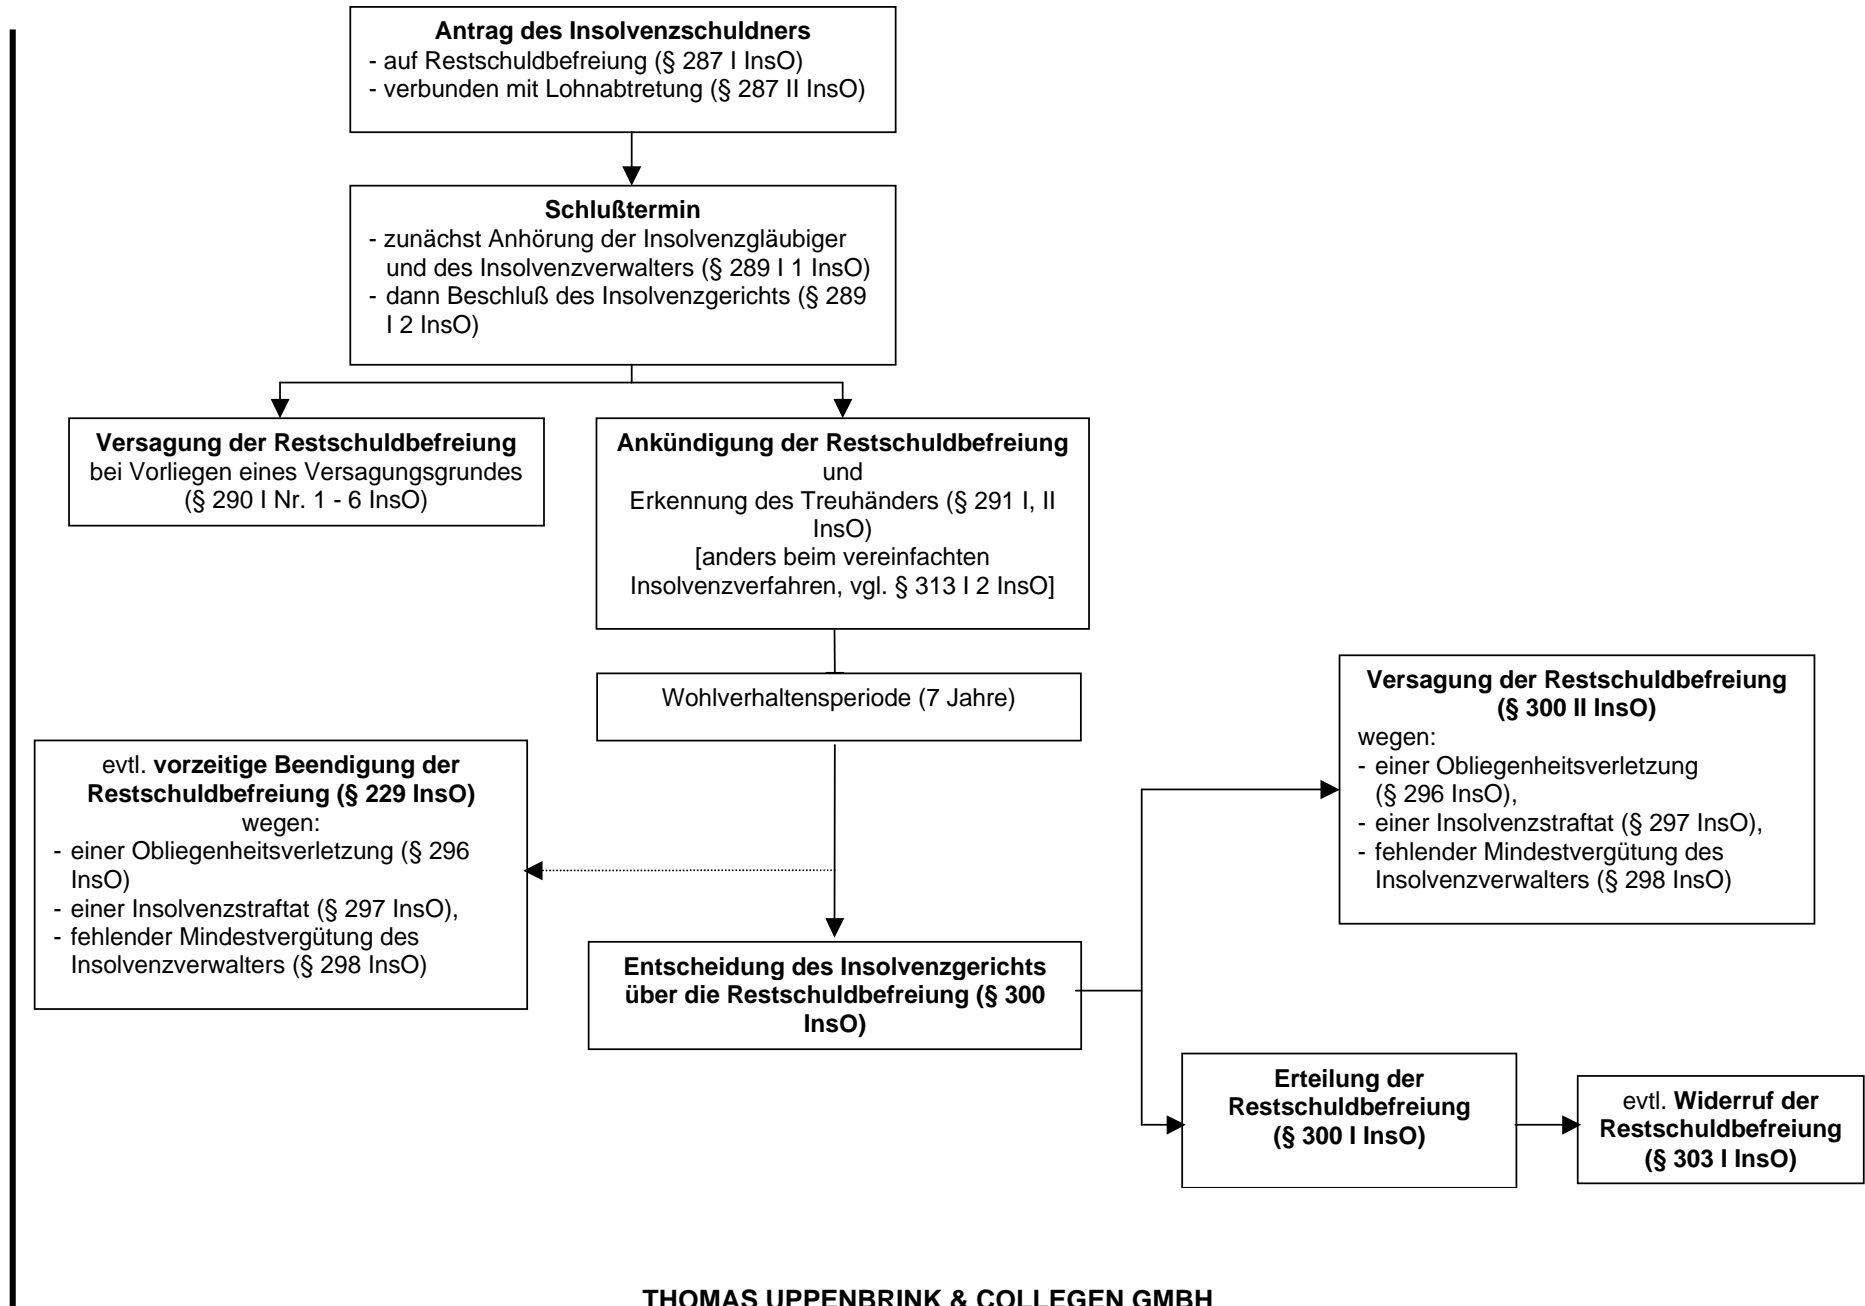 Antrag des Insolvenzschuldners
- auf Restschuldbefreiung (§ 287 I InsO)
- verbunden mit Lohnabtretung (§ 287 II InsO)
Schlußtermin
- zunächst Anhörung der Insolvenzgläubiger
und des Insolvenzverwalters (§ 289 I 1 InsO)
- dann Beschluß des Insolvenzgerichts (§ 289
I 2 InsO)
Versagung der Restschuldbefreiung
bei Vorliegen eines Versagungsgrundes
(§ 290 I Nr. 1 - 6 InsO)
Ankündigung der Restschuldbefreiung
und
Erkennung des Treuhänders (§ 291 I, II
InsO)
[anders beim vereinfachten
Insolvenzverfahren, vgl. § 313 I 2 InsO]
Wohlverhaltensperiode (7 Jahre)
evtl. vorzeitige Beendigung der
Restschuldbefreiung (§ 229 InsO)
wegen:
- einer Obliegenheitsverletzung (§ 296
InsO)
- einer Insolvenzstraftat (§ 297 InsO),
- fehlender Mindestvergütung des
Insolvenzverwalters (§ 298 InsO)
Entscheidung des Insolvenzgerichts
über die Restschuldbefreiung (§ 300
InsO)
Versagung der Restschuldbefreiung
(§ 300 II InsO)
wegen:
- einer Obliegenheitsverletzung
(§ 296 InsO),
- einer Insolvenzstraftat (§ 297 InsO),
- fehlender Mindestvergütung des
Insolvenzverwalters (§ 298 InsO)
Erteilung der
Restschuldbefreiung
(§ 300 I InsO)
evtl. Widerruf der
Restschuldbefreiung
(§ 303 I InsO)
THOMAS UPPENBRINK & COLLEGEN GMBH